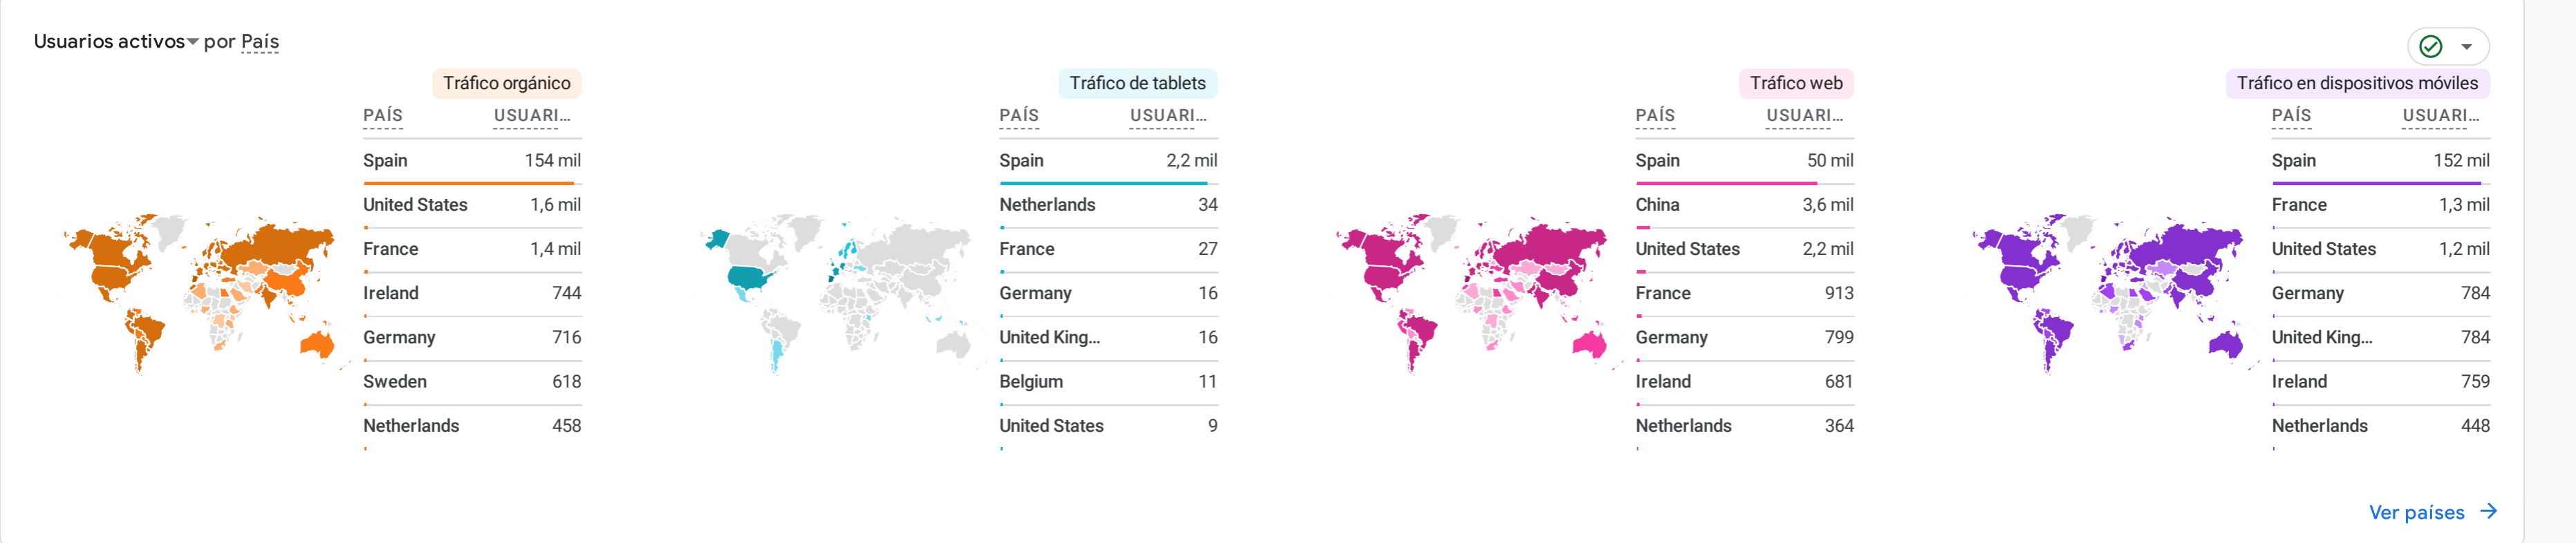 Usuarios activos por País
Tráfico orgánico
PAÍS USUARI...
Spain 154 mil
United States 1,6 mil
France 1,4 mil
Ireland 744
Germany 716
Sweden 618
Netherlands 458
Tráfico de tablets
PAÍS USUARI...
Spain 2,2 mil
Netherlands 34
France 27
Germany 16
United King... 16
Belgium 11
United States 9
Tráfico web
PAÍS USUARI...
Spain 50 mil
China 3,6 mil
United States 2,2 mil
France 913
Germany 799
Ireland 681
Netherlands 364
Tráfico en dispositivos móviles
PAÍS USUARI...
Spain 152 mil
France 1,3 mil
United States 1,2 mil
Germany 784
United King... 784
Ireland 759
Netherlands 448
Ver países